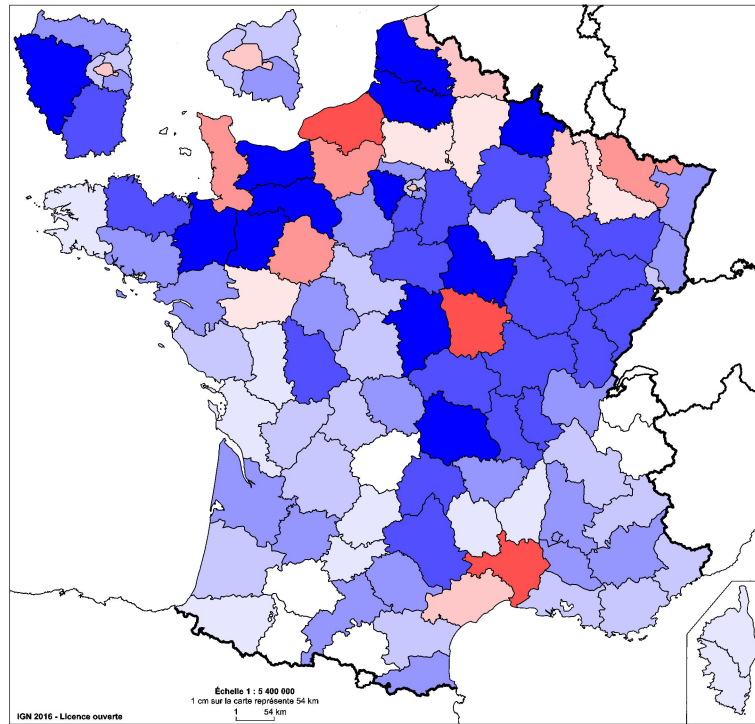 Échelle 1 : 5 400 000
1 cm sur la carte représente 54 km
1 54 km
IGN 2016 - Licence ouverte